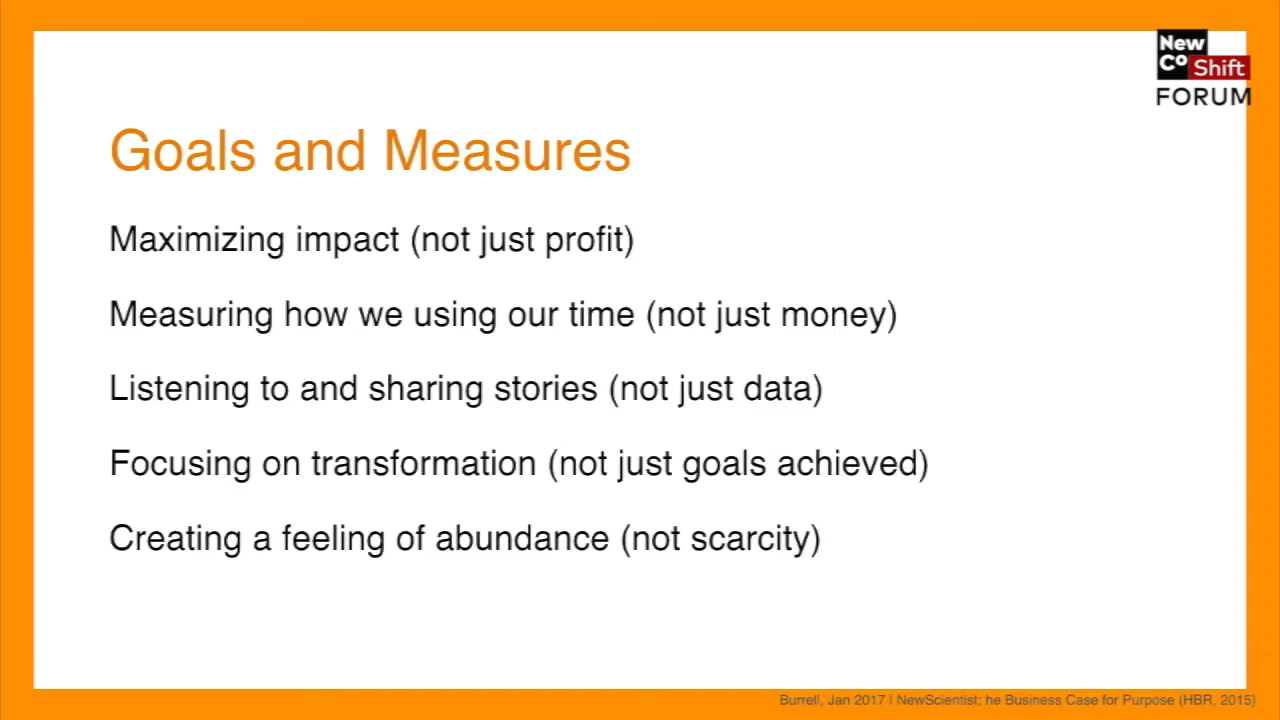 New
Co Shift
FORUM
Goals and Measures
Maximizing impact (not just profit)
Measuring how we using our time (not just money)
Listening to and sharing stories (not just data)
Focusing on transformation (not just goals achieved)
Creating a feeling of abundance (not scarcity)
Burrell, Jan 2017 | NewScientist; he Business Case for Purpose (HBR, 2015)